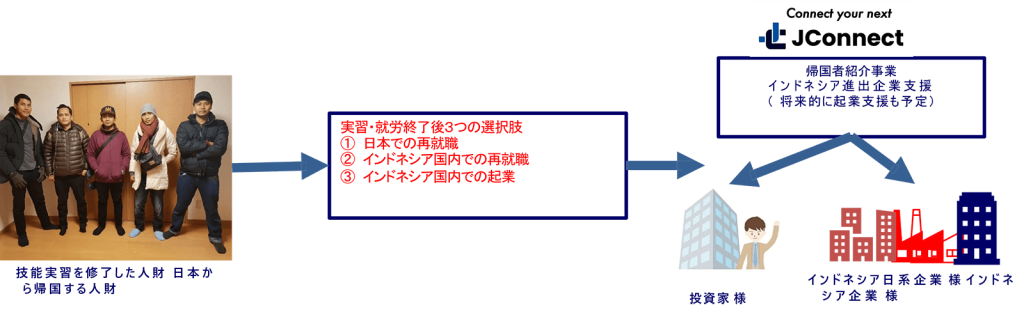 Connect your next
JConnect
帰国者紹介事業
インドネシア進出企業支援
（ 将来的に起業支援も予定）
実習・就労終了後3つの選択肢
① 日本での再就職
② インドネシア国内での再就職
③ インドネシア国内での起業
技能実習を修了した人財 日本か
ら帰国する人財
投資家 様
インドネシア日系企業 様 インドネ
シア企業 様